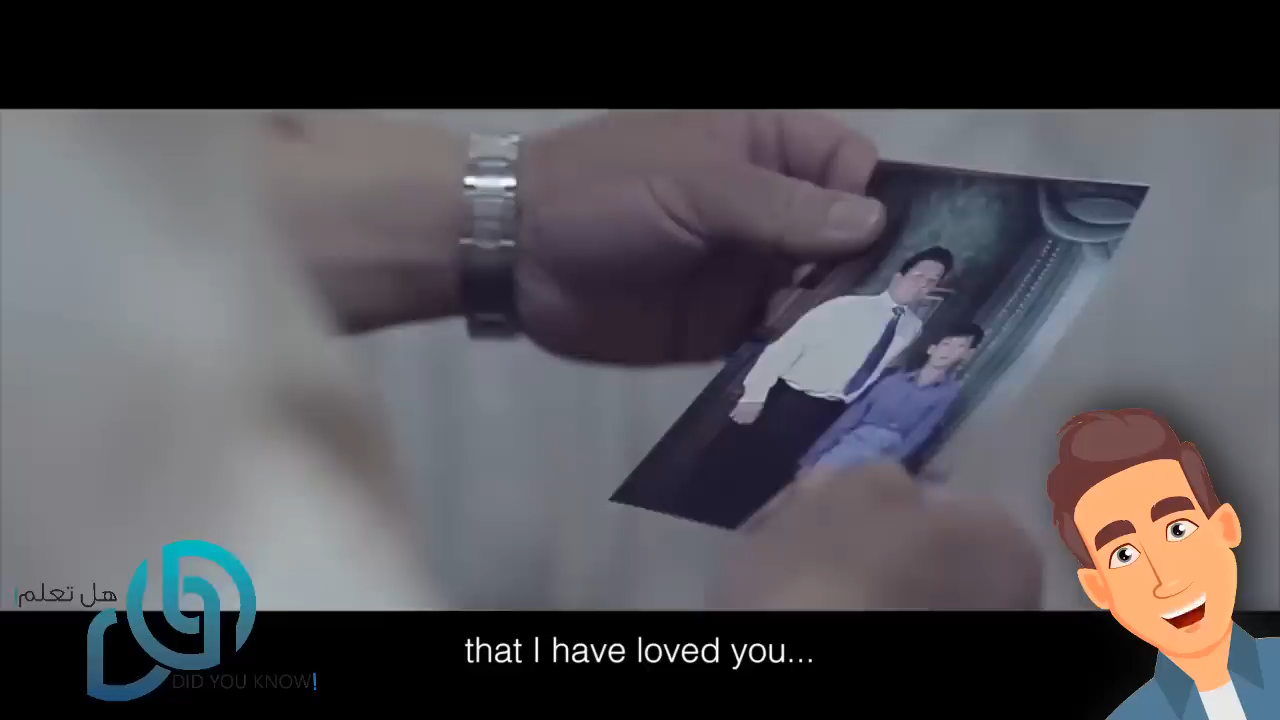 هل تعلم!
DID YOU KNOW!
that I have loved you...